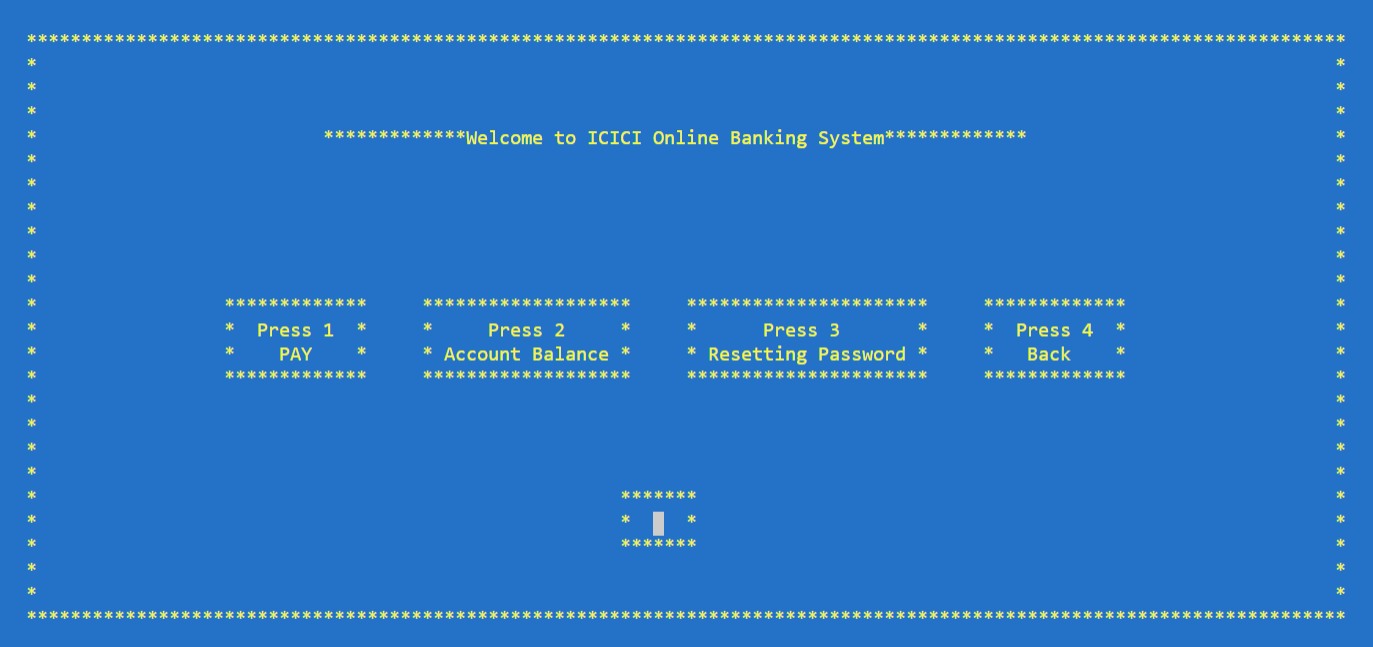 *************Welcome to ICICI Online Banking System*************
Press 1 Press 2 Press 3 Press 4
PAY Account Balance Resetting Password Back